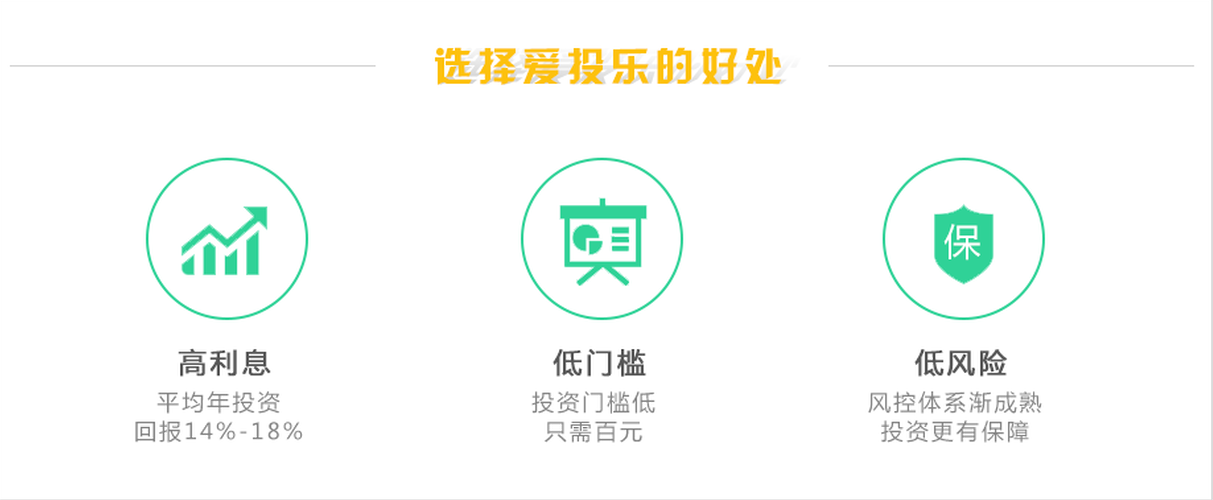 选择爱投乐的好处
保
高利息
平均年投资
回报14%-18%
低门槛
投资门槛低
只需百元
低风险
风控体系渐成熟
投资更有保障